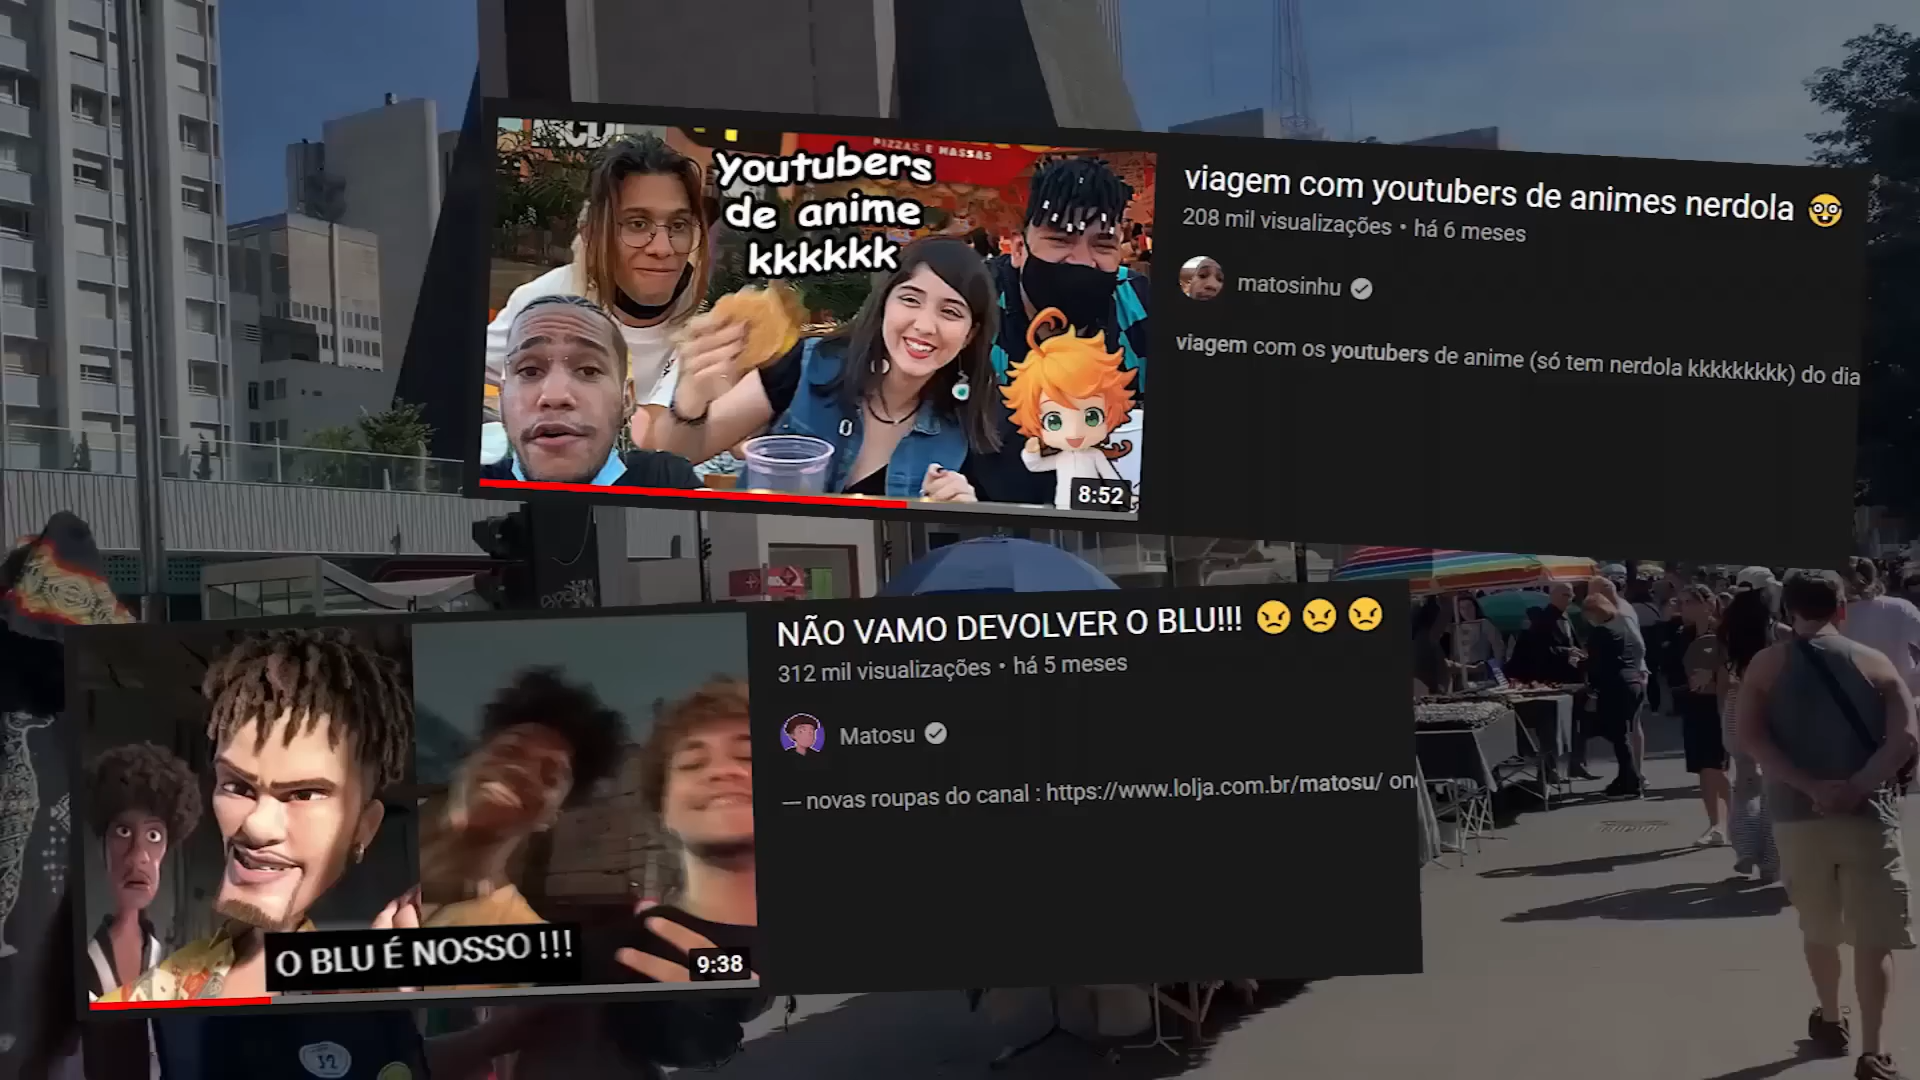 PIZZAS E MASSAS
youtubers
de anime
kkkkkk
8:52
viagem com youtubers de animes nerdola 🤓
208 mil visualizações • há 6 meses
matosinhu
viagem com os youtubers de anime (só tem nerdola kkkkkkkkk) do dia
NÃO VAMO DEVOLVER O BLU!!! 😠 😠 😠
312 mil visualizações • há 5 meses
Matosu
— novas roupas do canal : https://www.lolja.com.br/matosu/
O BLU É NOSSO !!!
9:38